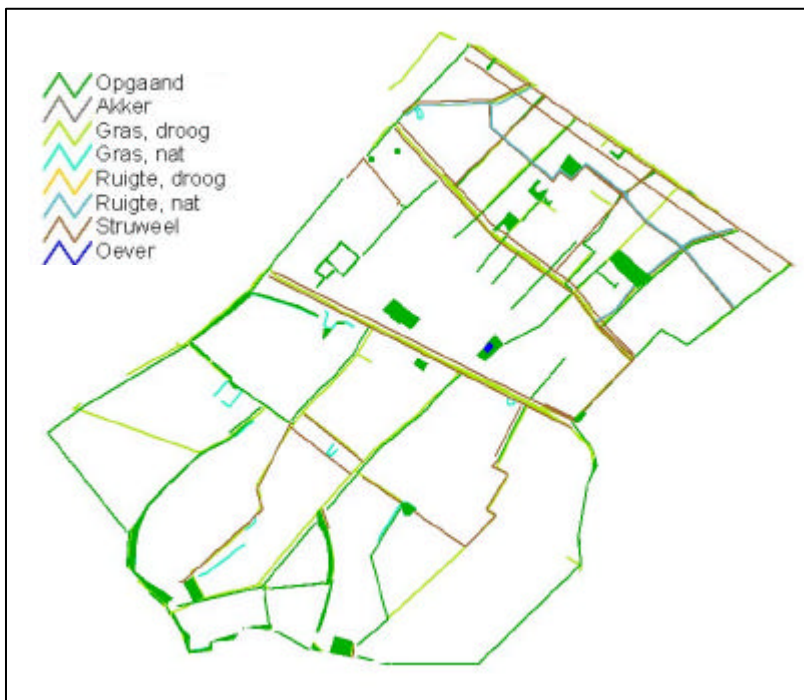 Opgaand
Akker
Gras, droog
Gras, nat
Ruigte, droog
Ruigte, nat
Struweel
Oever